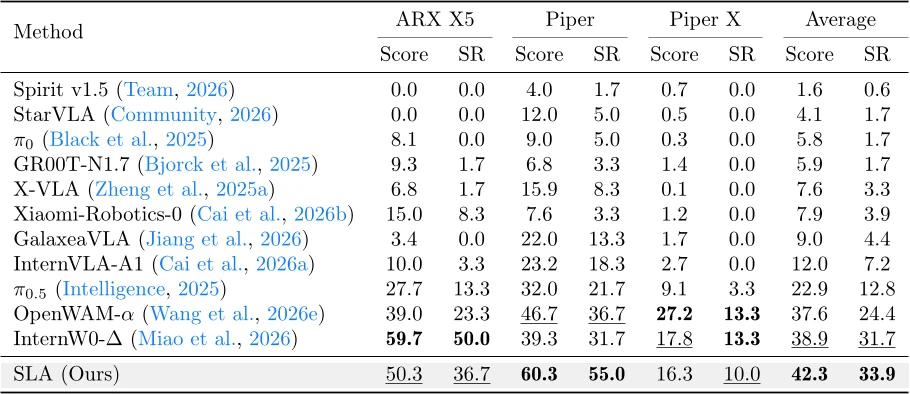 Method ARX X5 Piper Piper X Average
Score SR Score SR Score SR Score SR
Spirit v1.5 (Team, 2026) 0.0 0.0 4.0 1.7 0.7 0.0 1.6 0.6
StarVLA (Community, 2026) 0.0 0.0 12.0 5.0 0.5 0.0 4.1 1.7
π0 (Black et al., 2025) 8.1 0.0 9.0 5.0 0.3 0.0 5.8 1.7
GR00T-N1.7 (Bjorck et al., 2025) 9.3 1.7 6.8 3.3 1.4 0.0 5.9 1.7
X-VLA (Zheng et al., 2025a) 6.8 1.7 15.9 8.3 0.1 0.0 7.6 3.3
Xiaomi-Robotics-0 (Cai et al., 2026b) 15.0 8.3 7.6 3.3 1.2 0.0 7.9 3.9
GalaxeaVLA (Jiang et al., 2026) 3.4 0.0 22.0 13.3 1.7 0.0 9.0 4.4
InternVLA-A1 (Cai et al., 2026a) 10.0 3.3 23.2 18.3 2.7 0.0 12.0 7.2
π0.5 (Intelligence, 2025) 27.7 13.3 32.0 21.7 9.1 3.3 22.9 12.8
OpenWAM-α (Wang et al., 2026e) 39.0 23.3 46.7 36.7 27.2 13.3 37.6 24.4
InternW0-Δ (Miao et al., 2026) 59.7 50.0 39.3 31.7 17.8 13.3 38.9 31.7
SLA (Ours) 50.3 36.7 60.3 55.0 16.3 10.0 42.3 33.9